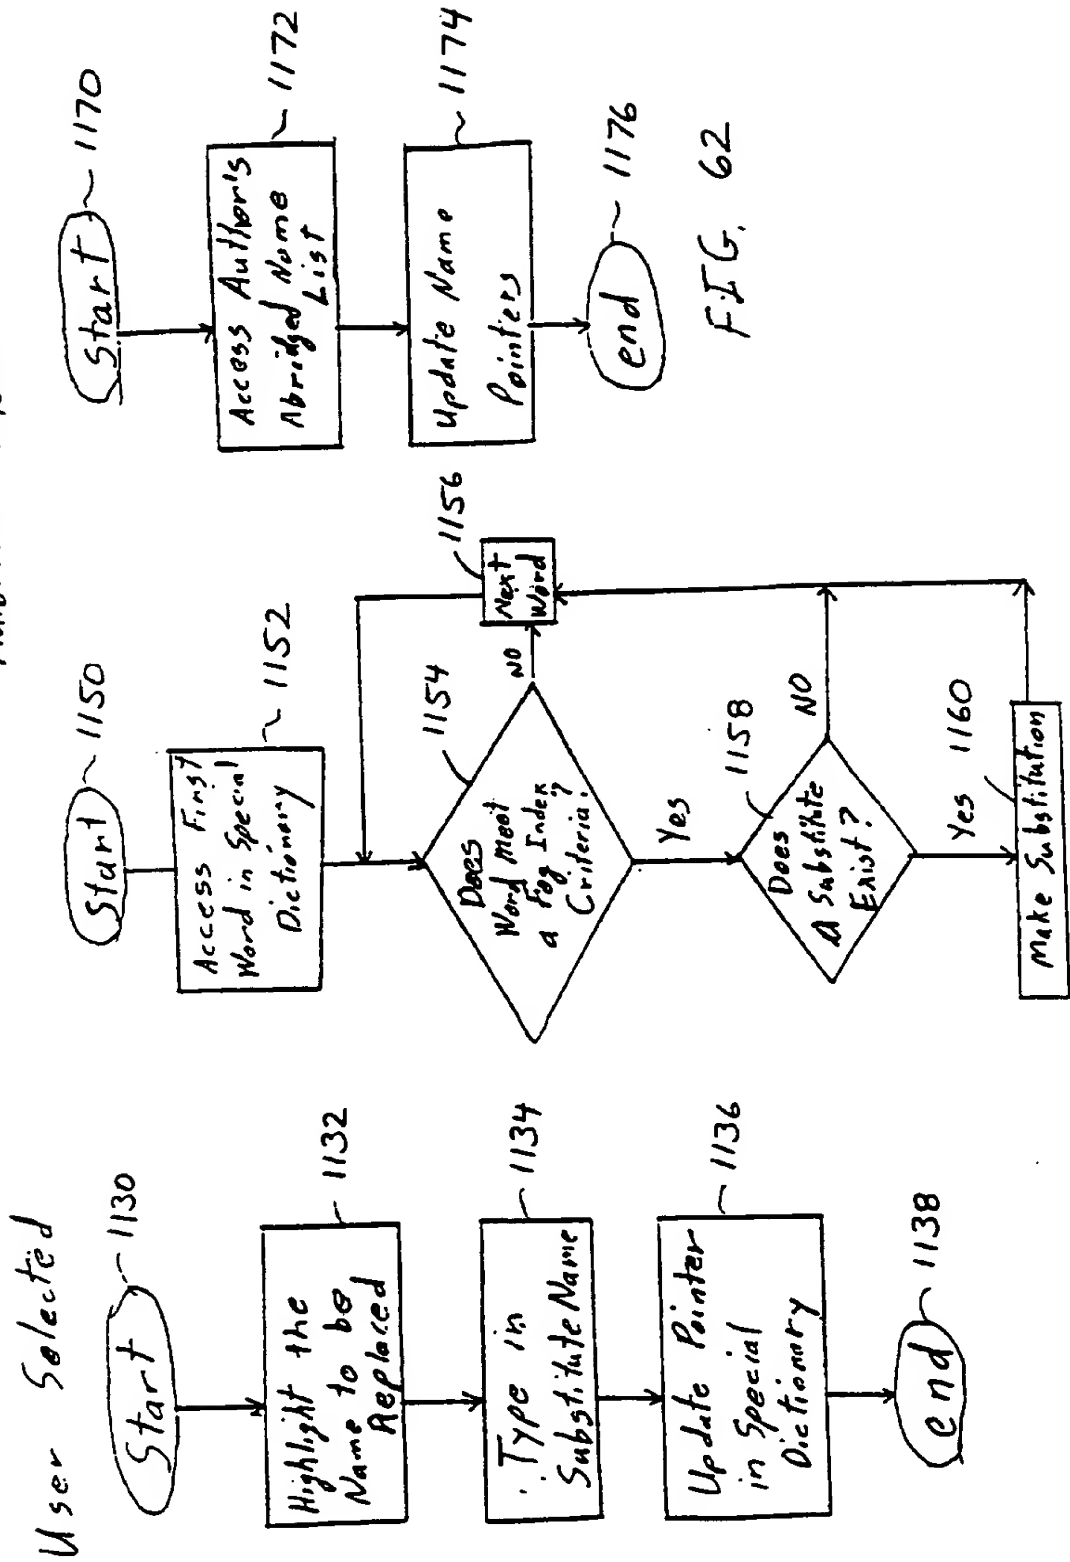 User Selected
Start
1130
Highlight the
Name to be
Replaced
1132
Type in
Substitute Name
1134
Update Pointer
in Special
Dictionary
1136
end
1138
Start
1150
Access First
Word in Special
Dictionary
1152
Does
Word Meet
a Fog Index
Criteria?
1154
NO
Next
Word
1156
Yes
Does
A Substitute
Exist?
1158
NO
Yes
Make Substitution
1160
Start
1170
Access Author's
Abridged Name
List
1172
Update Name
Pointers
1174
end
1176
FIG. 62